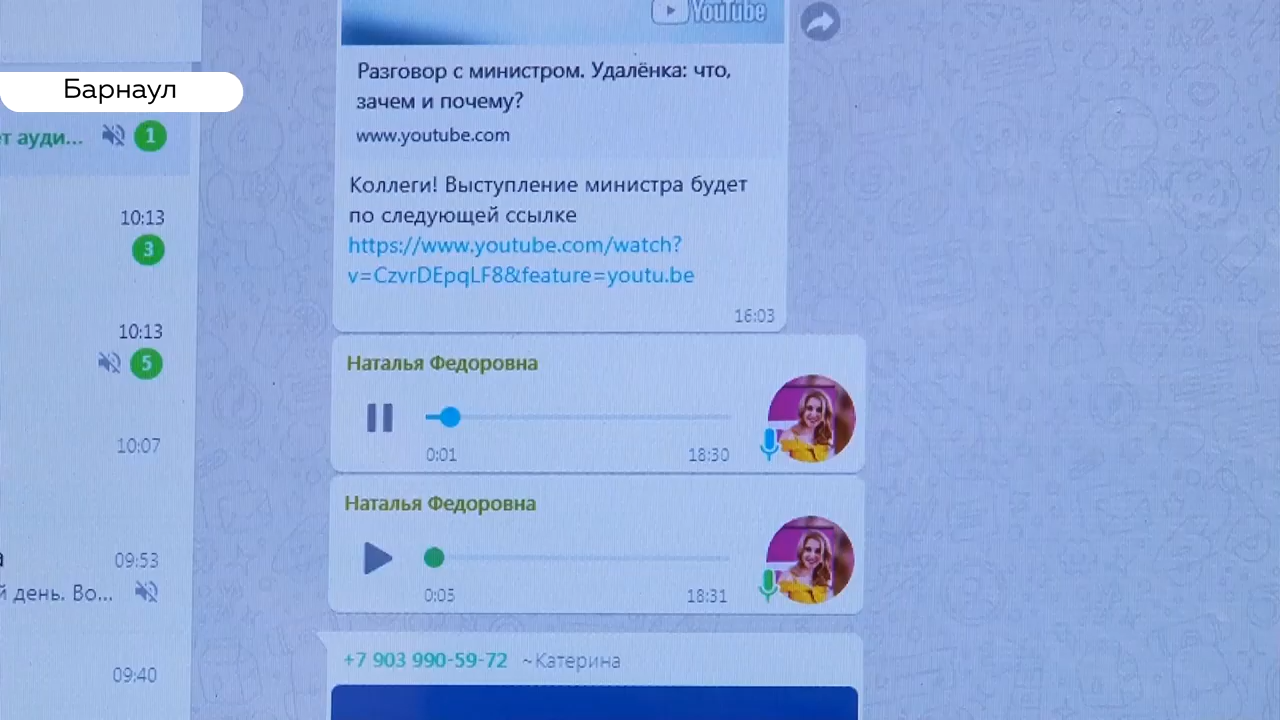 YouTube
Разговор с министром. Удалёнка: что,
зачем и почему?
www.youtube.com
Барнаул
ауди...
1
Коллеги! Выступление министра будет
по следующей ссылке
https://www.youtube.com/watch?
v=CzvrDEpqLF8&feature=youtu.be
16:03
10:13
3
10:13
5
Наталья Федоровна
0:01 18:30
10:07
Наталья Федоровна
0:05 18:31
09:53
день. Во...
+7 903 990-59-72 ~Катерина
09:40